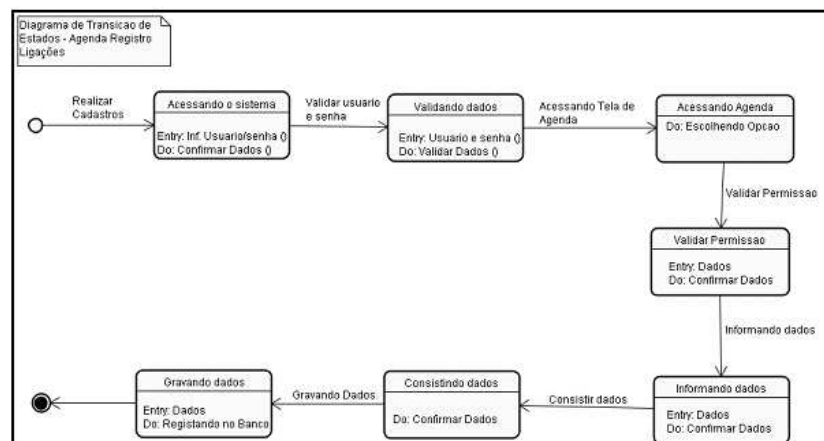 Diagrama de Transicao de
Estados - Agenda Registro
Ligações
Realizar
Cadastros
Acessando o sistema
Entry: Inf. Usuario/senha ()
Do: Confirmar Dados ()
Validar usuario
e senha
Validando dados
Entry: Usuario e senha ()
Do: Validar Dados ()
Acessando Tela de
Agenda
Acessando Agenda
Do: Escolhendo Opcao
Validar Permissao
Validar Permissao
Entry: Dados
Do: Confirmar Dados
Informando dados
Informando dados
Entry: Dados
Do: Confirmar Dados
Consistir dados
Consistindo dados
Do: Confirmar Dados
Gravando Dados
Gravando dados
Entry: Dados
Do: Registando no Banco